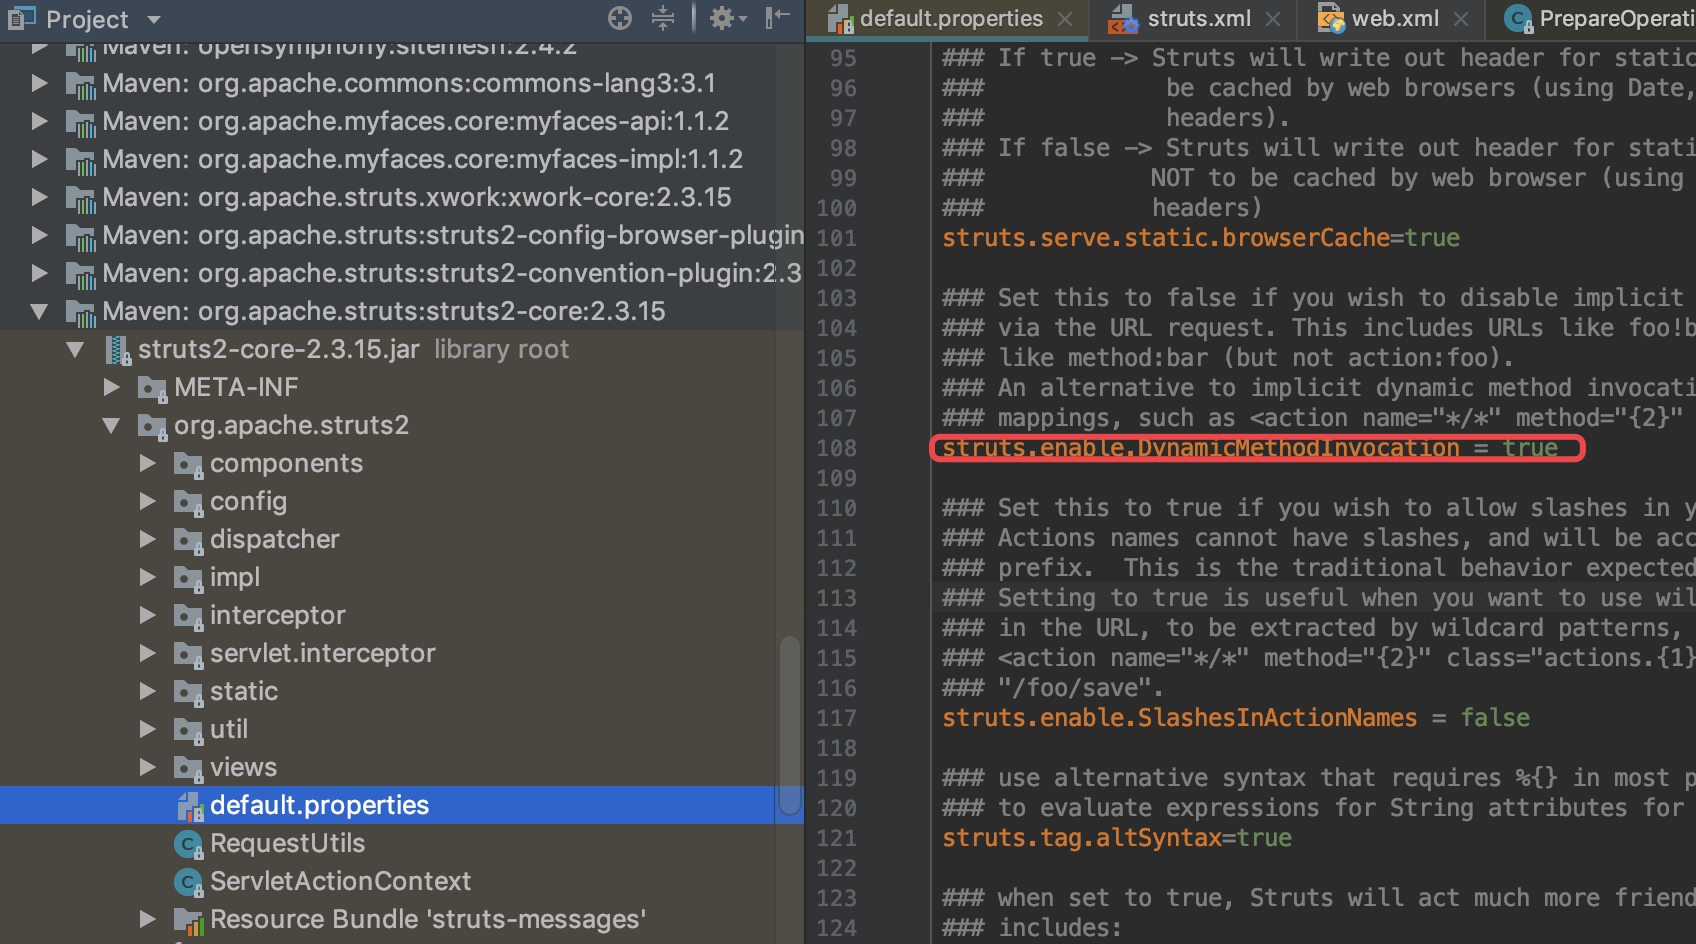 Project
Maven: opensymphony:sitemesh:2.4.2
Maven: org.apache.commons:commons-lang3:3.1
Maven: org.apache.myfaces.core:myfaces-api:1.1.2
Maven: org.apache.myfaces.core:myfaces-impl:1.1.2
Maven: org.apache.struts.xwork:xwork-core:2.3.15
Maven: org.apache.struts:struts2-config-browser-plugin
Maven: org.apache.struts:struts2-convention-plugin:2.3
Maven: org.apache.struts:struts2-core:2.3.15
struts2-core-2.3.15.jar library root
META-INF
org.apache.struts2
components
config
dispatcher
impl
interceptor
servlet.interceptor
static
util
views
default.properties
RequestUtils
ServletActionContext
Resource Bundle 'struts-messages'
default.properties struts.xml web.xml PrepareOperati
95 ### If true -> Struts will write out header for static
96 ### be cached by web browsers (using Date,
97 ### headers).
98 ### If false -> Struts will write out header for stati
99 ### NOT to be cached by web browser (using
100 ### headers)
101 struts.serve.static.browserCache=true
102
103 ### Set this to false if you wish to disable implicit
104 ### via the URL request. This includes URLs like foo!b
105 ### like method:bar (but not action:foo).
106 ### An alternative to implicit dynamic method invocati
107 ### mappings, such as <action name="*/*" method="{2}"
108 struts.enable.DynamicMethodInvocation = true
109
110 ### Set this to true if you wish to allow slashes in y
111 ### Actions names cannot have slashes, and will be acc
112 ### prefix. This is the traditional behavior expected
113 ### Setting to true is useful when you want to use wil
114 ### in the URL, to be extracted by wildcard patterns,
115 ### <action name="*/*" method="{2}" class="actions.{1}
116 ### "/foo/save".
117 struts.enable.SlashesInActionNames = false
118
119 ### use alternative syntax that requires %{} in most p
120 ### to evaluate expressions for String attributes for
121 struts.tag.altSyntax=true
122
123 ### when set to true, Struts will act much more friend
124 ### includes: